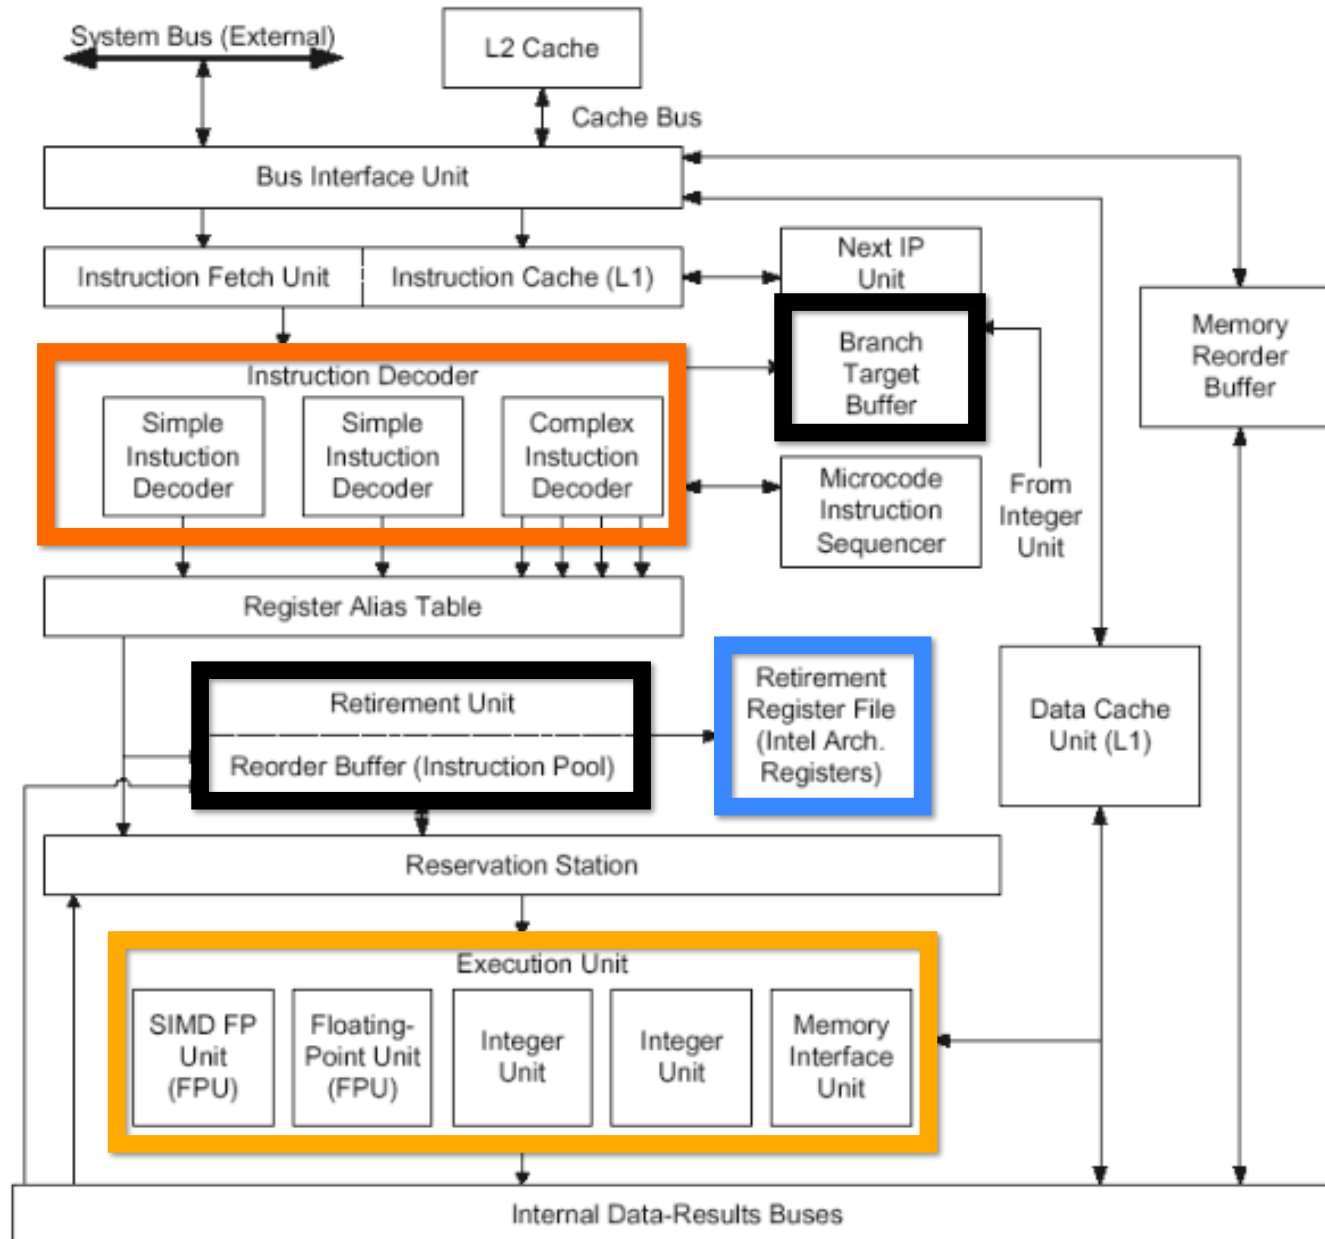 System Bus (External)
L2 Cache
Cache Bus
Bus Interface Unit
Instruction Fetch Unit
Instruction Cache (L1)
Next IP
Unit
Branch
Target
Buffer
Memory
Reorder
Buffer
Instruction Decoder
Simple
Instuction
Decoder
Simple
Instuction
Decoder
Complex
Instuction
Decoder
Microcode
Instruction
Sequencer
From
Integer
Unit
Register Alias Table
Retirement Unit
Reorder Buffer (Instruction Pool)
Retirement
Register File
(Intel Arch.
Registers)
Data Cache
Unit (L1)
Reservation Station
Execution Unit
SIMD FP
Unit
(FPU)
Floating-
Point Unit
(FPU)
Integer
Unit
Integer
Unit
Memory
Interface
Unit
Internal Data-Results Buses